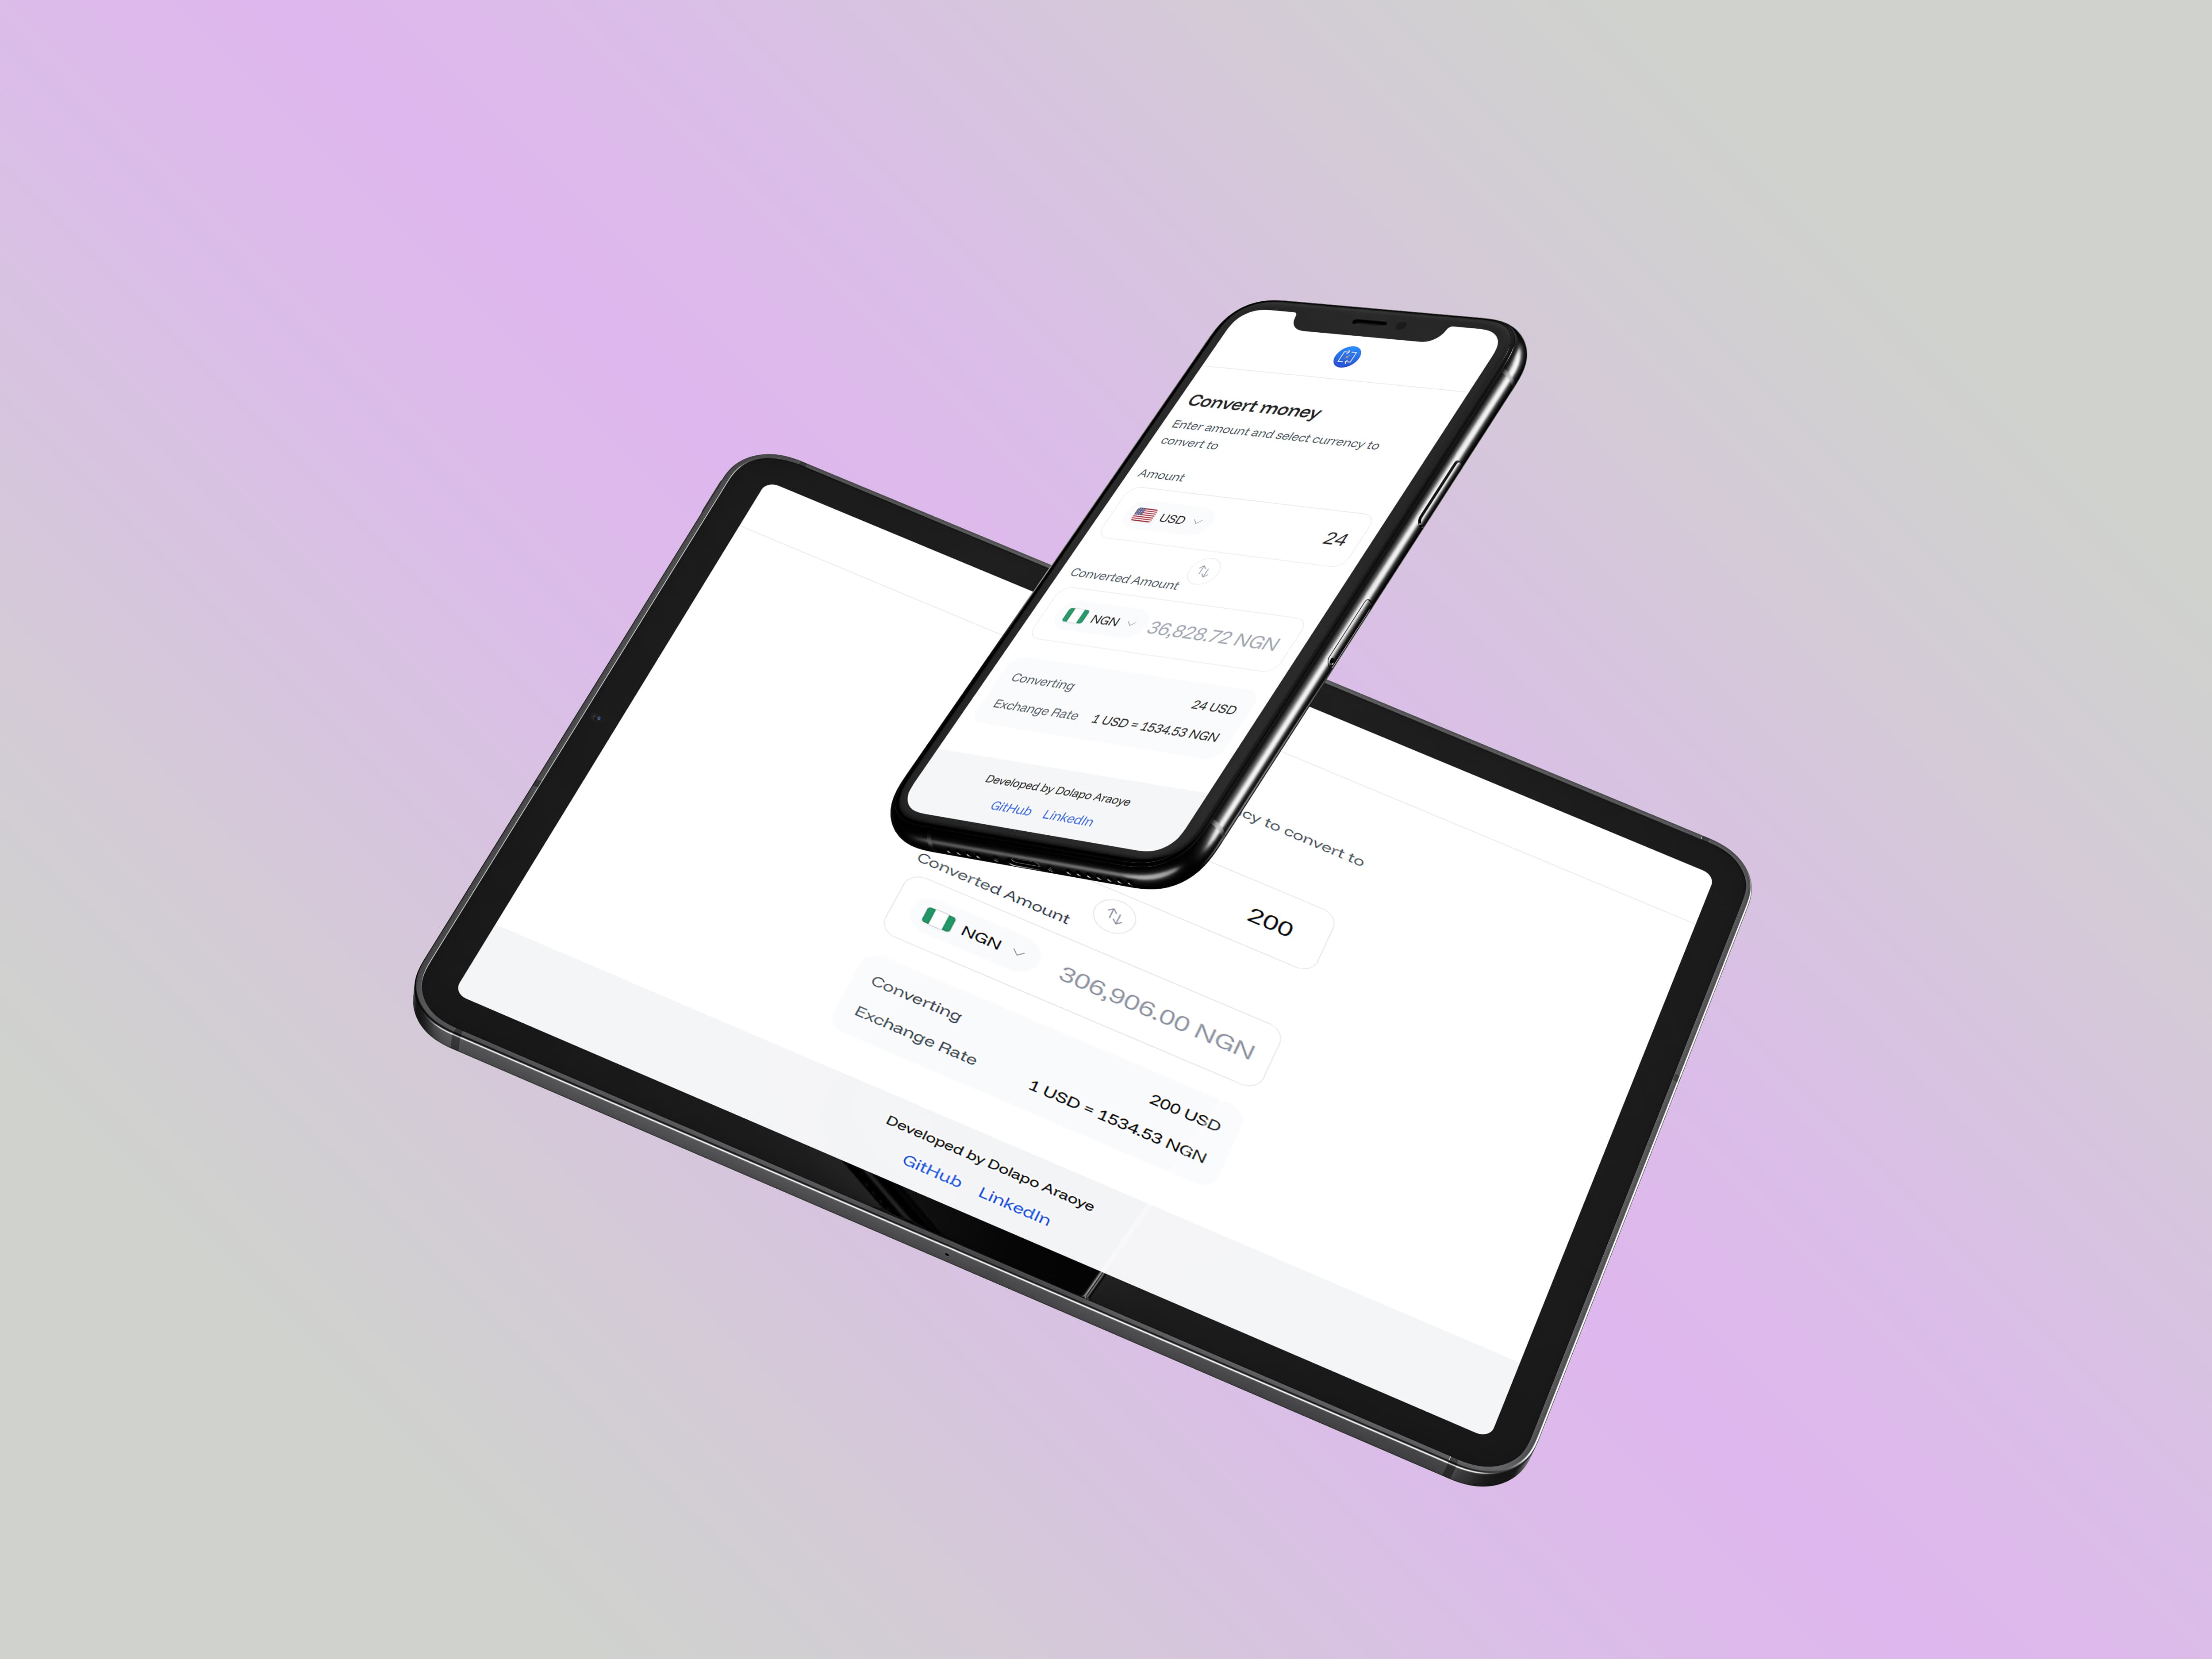 Convert money
Enter amount and select currency to
convert to
Amount
USD
24
Converted Amount
NGN
36,828.72 NGN
Converting
24 USD
Exchange Rate
1 USD = 1534.53 NGN
Developed by Dolapo Araoye
GitHub LinkedIn
to convert to
200
Converted Amount
NGN
306,906.00 NGN
Converting
200 USD
Exchange Rate
1 USD = 1534.53 NGN
Developed by Dolapo Araoye
GitHub LinkedIn